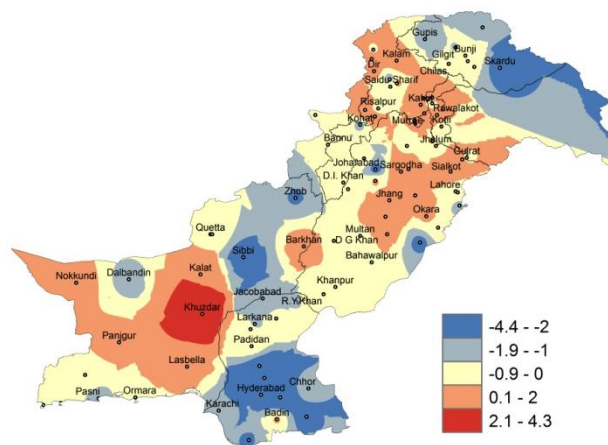 Gupis
Kalam
Gilgit
Bunji
Dir
Chilas
Skardu
Saidu Sharif
Risalpur
Kakul
Rawalakot
Kohat
Murree
Kotli
Bannu
Jhalum
Joharabad
Gujrat
Sargodha
Sialkot
D.I. Khan
Zhob
Jhang
Lahore
Okara
Quetta
Barkhan
Multan
D G Khan
Sibbi
Bahawalpur
Nokkundi
Dalbandin
Kalat
Khanpur
Jacobabad
R.Y.Khan
Khuzdar
Larkana
Panjgur
Padidan
Lasbella
Pasni
Ormara
Hyderabad
Chhor
Karachi
Badin
-4.4 - -2
-1.9 - -1
-0.9 - 0
0.1 - 2
2.1 - 4.3